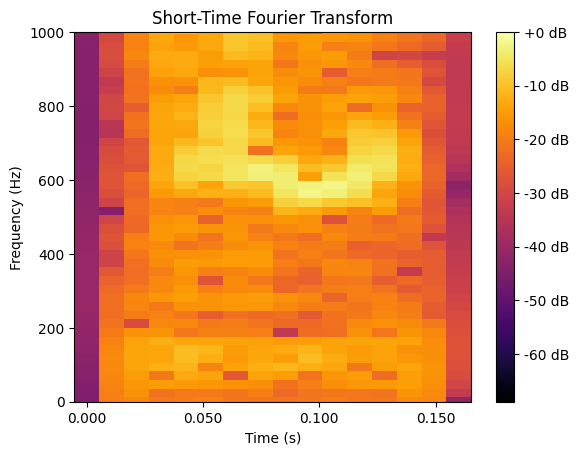 Short-Time Fourier Transform
1000
800
600
400
200
0
Frequency (Hz)
0.000
0.050
0.100
0.150
Time (s)
+0 dB
-10 dB
-20 dB
-30 dB
-40 dB
-50 dB
-60 dB